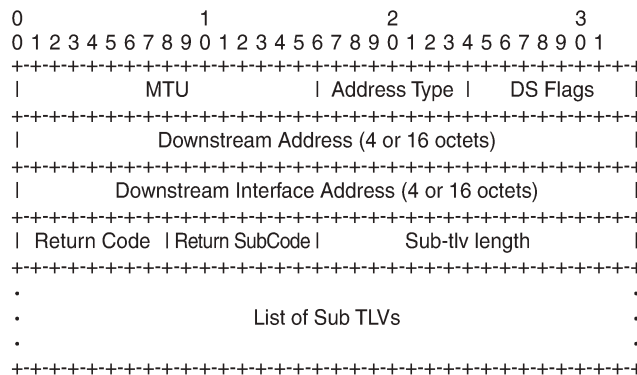 0 1 2 3
0 1 2 3 4 5 6 7 8 9 0 1 2 3 4 5 6 7 8 9 0 1 2 3 4 5 6 7 8 9 0 1
+-+-+-+-+-+-+-+-+-+-+-+-+-+-+-+-+-+-+-+-+-+-+-+-+-+-+-+-+-+-+-+-+
| MTU | Address Type | DS Flags |
+-+-+-+-+-+-+-+-+-+-+-+-+-+-+-+-+-+-+-+-+-+-+-+-+-+-+-+-+-+-+-+-+
| Downstream Address (4 or 16 octets) |
+-+-+-+-+-+-+-+-+-+-+-+-+-+-+-+-+-+-+-+-+-+-+-+-+-+-+-+-+-+-+-+-+
| Downstream Interface Address (4 or 16 octets) |
+-+-+-+-+-+-+-+-+-+-+-+-+-+-+-+-+-+-+-+-+-+-+-+-+-+-+-+-+-+-+-+-+
| Return Code | Return SubCode | Sub-tlv length |
+-+-+-+-+-+-+-+-+-+-+-+-+-+-+-+-+-+-+-+-+-+-+-+-+-+-+-+-+-+-+-+-+
. .
. List of Sub TLVs .
. .
+-+-+-+-+-+-+-+-+-+-+-+-+-+-+-+-+-+-+-+-+-+-+-+-+-+-+-+-+-+-+-+-+